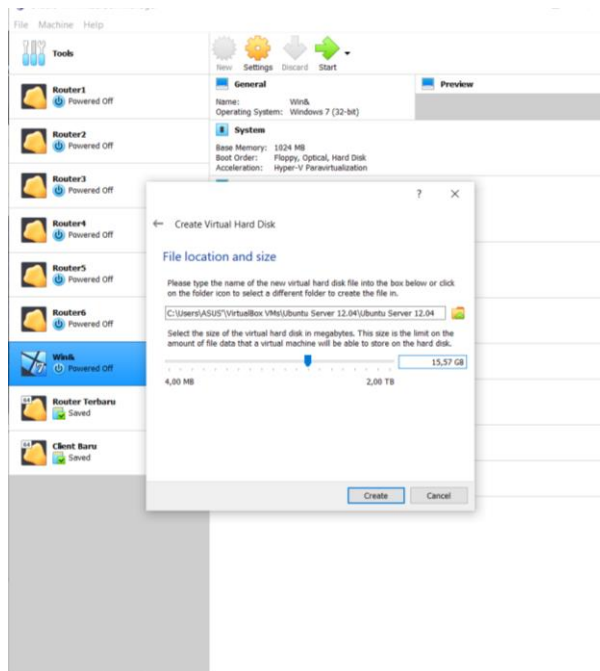 File Machine Help
Tools
New Settings Discard Start
Router1
Powered Off
Router2
Powered Off
Router3
Powered Off
Router4
Powered Off
Router5
Powered Off
Router6
Powered Off
Win&
Powered Off
Router Terbaru
Saved
Client Baru
Saved
General
Name: Win&
Operating System: Windows 7 (32-bit)
Preview
System
Base Memory: 1024 MB
Boot Order: Floppy, Optical, Hard Disk
Acceleration: Hyper-V Paravirtualization
Create Virtual Hard Disk
File location and size
Please type the name of the new virtual hard disk file into the box below or click
on the folder icon to select a different folder to create the file in.
C:\Users\ASUS"\VirtualBox VMs\Ubuntu Server 12.04\Ubuntu Server 12.04
Select the size of the virtual hard disk in megabytes. This size is the limit on the
amount of file data that a virtual machine will be able to store on the hard disk.
15,57 GB
4,00 MB 2,00 TB
Create Cancel